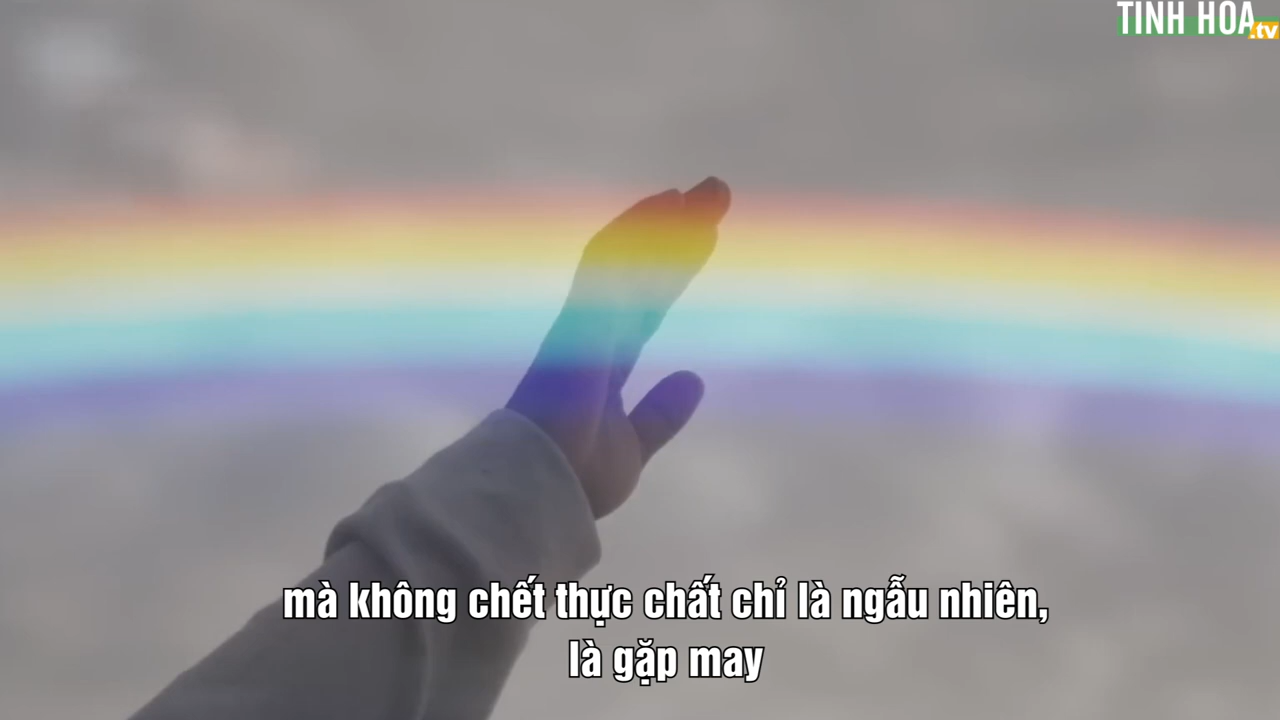 TINH HOA
.tv
mà không chết thực chất chỉ là ngẫu nhiên,
là gặp may